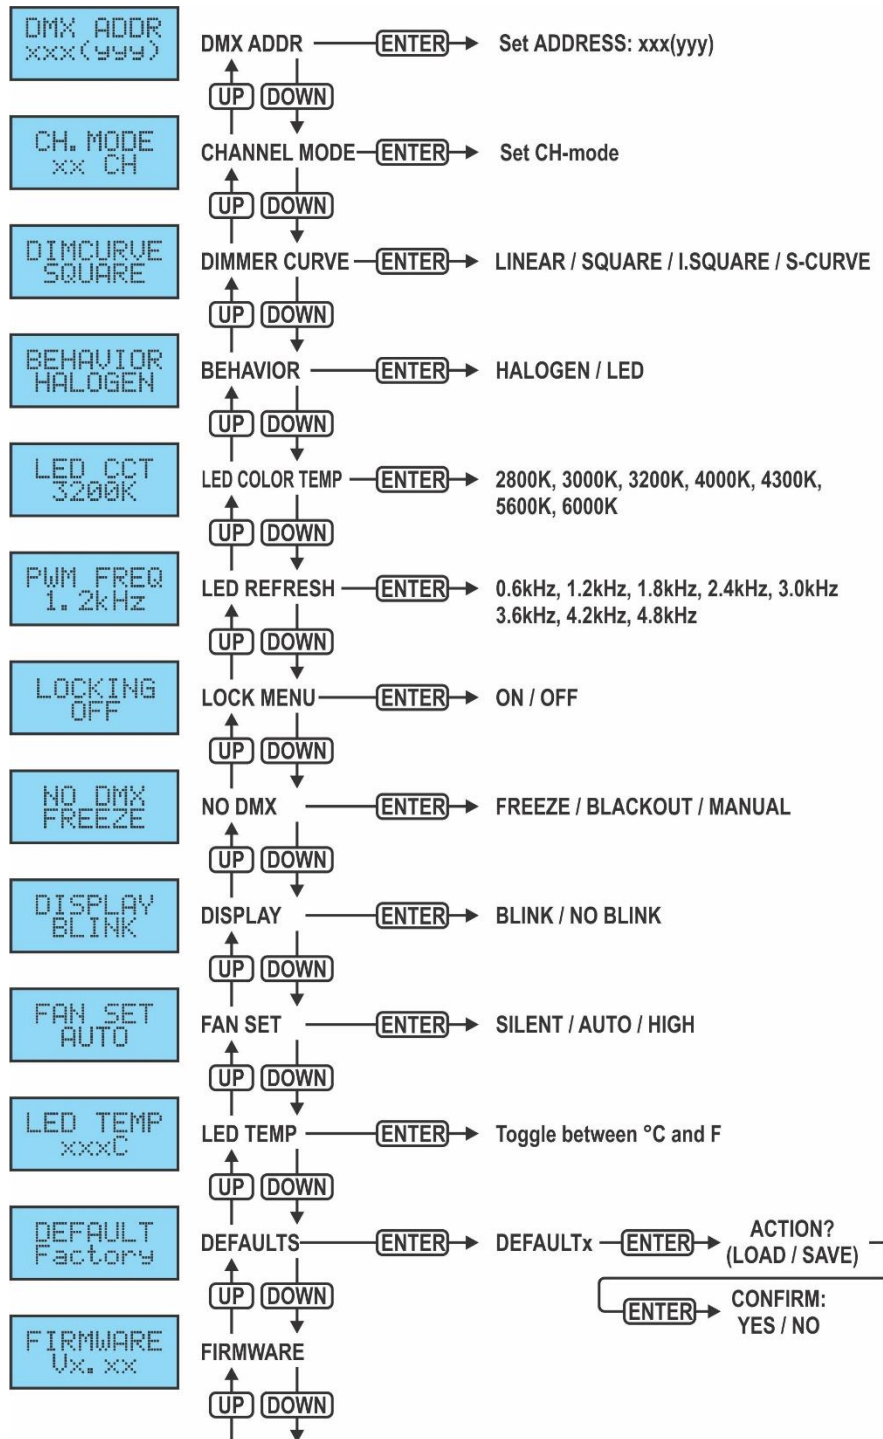 DMX ADDR
xxx(yyy)
DMX ADDR ENTER Set ADDRESS: xxx(yyy)
UP DOWN
CH. MODE
xx CH
CHANNEL MODE ENTER Set CH-mode
UP DOWN
DIMCURVE
SQUARE
DIMMER CURVE ENTER LINEAR / SQUARE / I.SQUARE / S-CURVE
UP DOWN
BEHAVIOR
HALOGEN
BEHAVIOR ENTER HALOGEN / LED
UP DOWN
LED CCT
3200K
LED COLOR TEMP ENTER 2800K, 3000K, 3200K, 4000K, 4300K,
5600K, 6000K
UP DOWN
PWM FREQ
1.2kHz
LED REFRESH ENTER 0.6kHz, 1.2kHz, 1.8kHz, 2.4kHz, 3.0kHz
3.6kHz, 4.2kHz, 4.8kHz
UP DOWN
LOCKING
OFF
LOCK MENU ENTER ON / OFF
UP DOWN
NO DMX
FREEZE
NO DMX ENTER FREEZE / BLACKOUT / MANUAL
UP DOWN
DISPLAY
BLINK
DISPLAY ENTER BLINK / NO BLINK
UP DOWN
FAN SET
AUTO
FAN SET ENTER SILENT / AUTO / HIGH
UP DOWN
LED TEMP
xxxC
LED TEMP ENTER Toggle between °C and F
UP DOWN
DEFAULT
Factory
DEFAULTS ENTER DEFAULTx ENTER ACTION?
(LOAD / SAVE)
UP DOWN
ENTER CONFIRM:
YES / NO
FIRMWARE
Vx.xx
FIRMWARE
UP DOWN